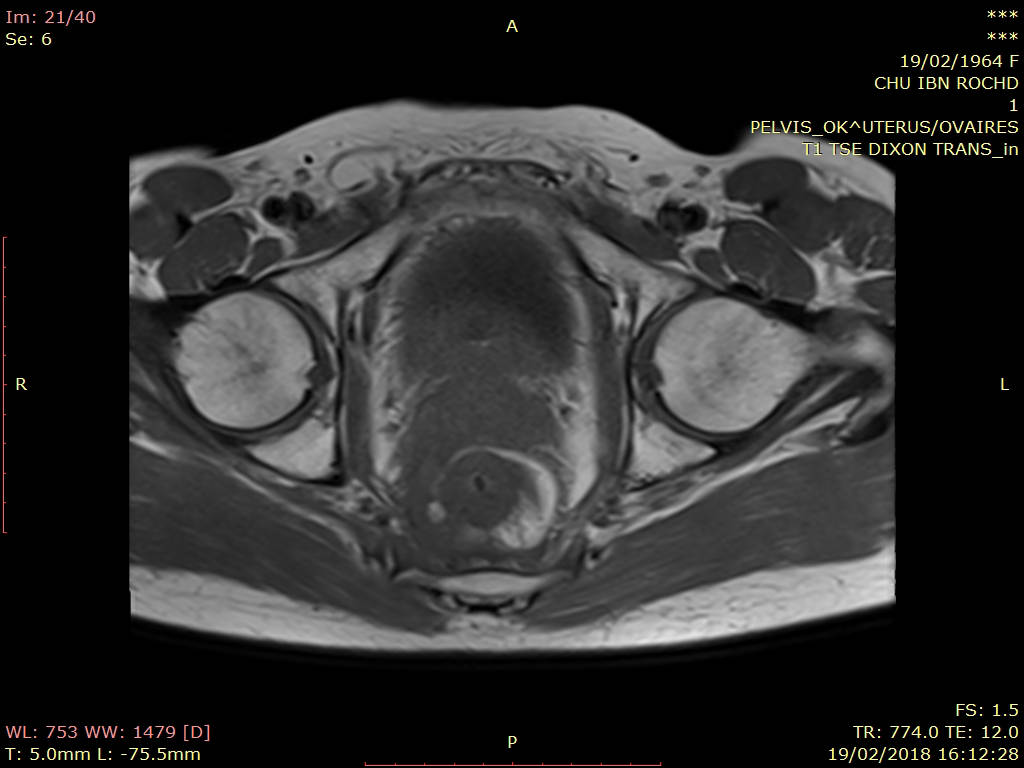 Im: 21/40
Se: 6
A
***
***
19/02/1964 F
CHU IBN ROCHD
1
PELVIS_OK^UTERUS/OVAIRES
T1 TSE DIXON TRANS_in
R
L
WL: 753 WW: 1479 [D]
T: 5.0mm L: -75.5mm
P
FS: 1.5
TR: 774.0 TE: 12.0
19/02/2018 16:12:28